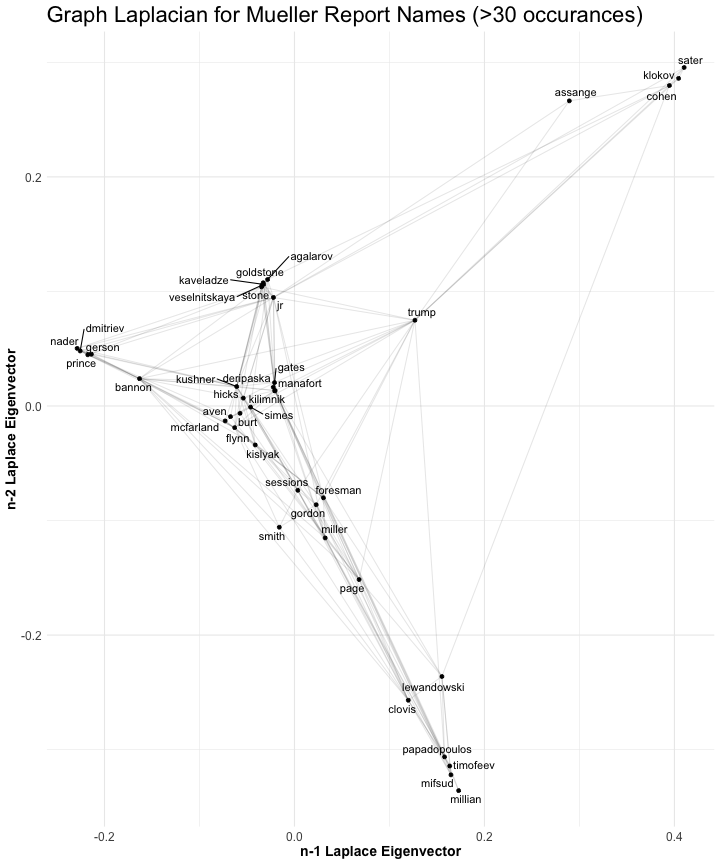 Graph Laplacian for Mueller Report Names (>30 occurances)
sater
klokov
cohen
assange
0.2
agalarov
goldstone
kaveladze
veselnitskaya
stone
jr
trump
dmitriev
nader
gerson
prince
bannon
gates
kushner
deripaska
manafort
hicks
kilimnik
0.0
aven
simes
burt
mcfarland
flynn
kislyak
sessions
foresman
gordon
miller
smith
page
-0.2
lewandowski
clovis
papadopoulos
timofeev
mifsud
millian
n-2 Laplace Eigenvector
-0.2
0.0
0.2
0.4
n-1 Laplace Eigenvector